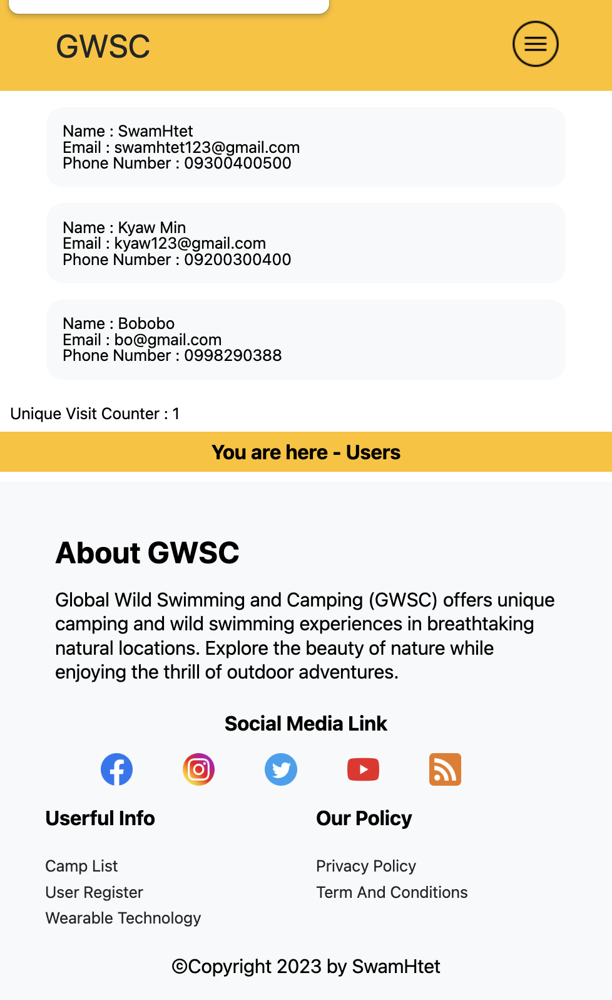 GWSC
Name : SwamHtet
Email : swamhtet123@gmail.com
Phone Number : 09300400500
Name : Kyaw Min
Email : kyaw123@gmail.com
Phone Number : 09200300400
Name : Bobobo
Email : bo@gmail.com
Phone Number : 0998290388
Unique Visit Counter : 1
You are here - Users
About GWSC
Global Wild Swimming and Camping (GWSC) offers unique
camping and wild swimming experiences in breathtaking
natural locations. Explore the beauty of nature while
enjoying the thrill of outdoor adventures.
Social Media Link
Userful Info
Camp List
User Register
Wearable Technology
Our Policy
Privacy Policy
Term And Conditions
©Copyright 2023 by SwamHtet